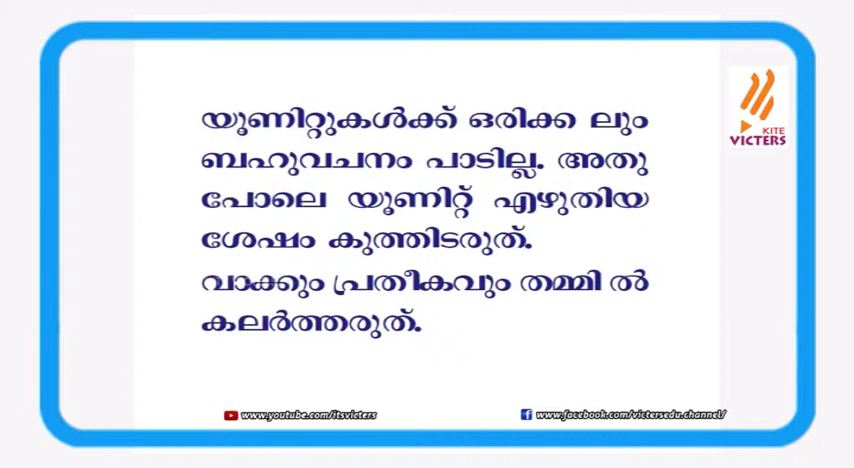 യൂണിറ്റുകൾക്ക് ഒരിക്ക ലും
ബഹുവചനം പാടില്ല. അതു
പോലെ യൂണിറ്റ് എഴുതിയ
ശേഷം കുത്തിടരുത്.
വാക്കും പ്രതീകവും തമ്മി ൽ
കലർത്തരുത്.
KITE
VICTERS
www.youtube.com/itsvicters
www.facebook.com/victersedu.channel/